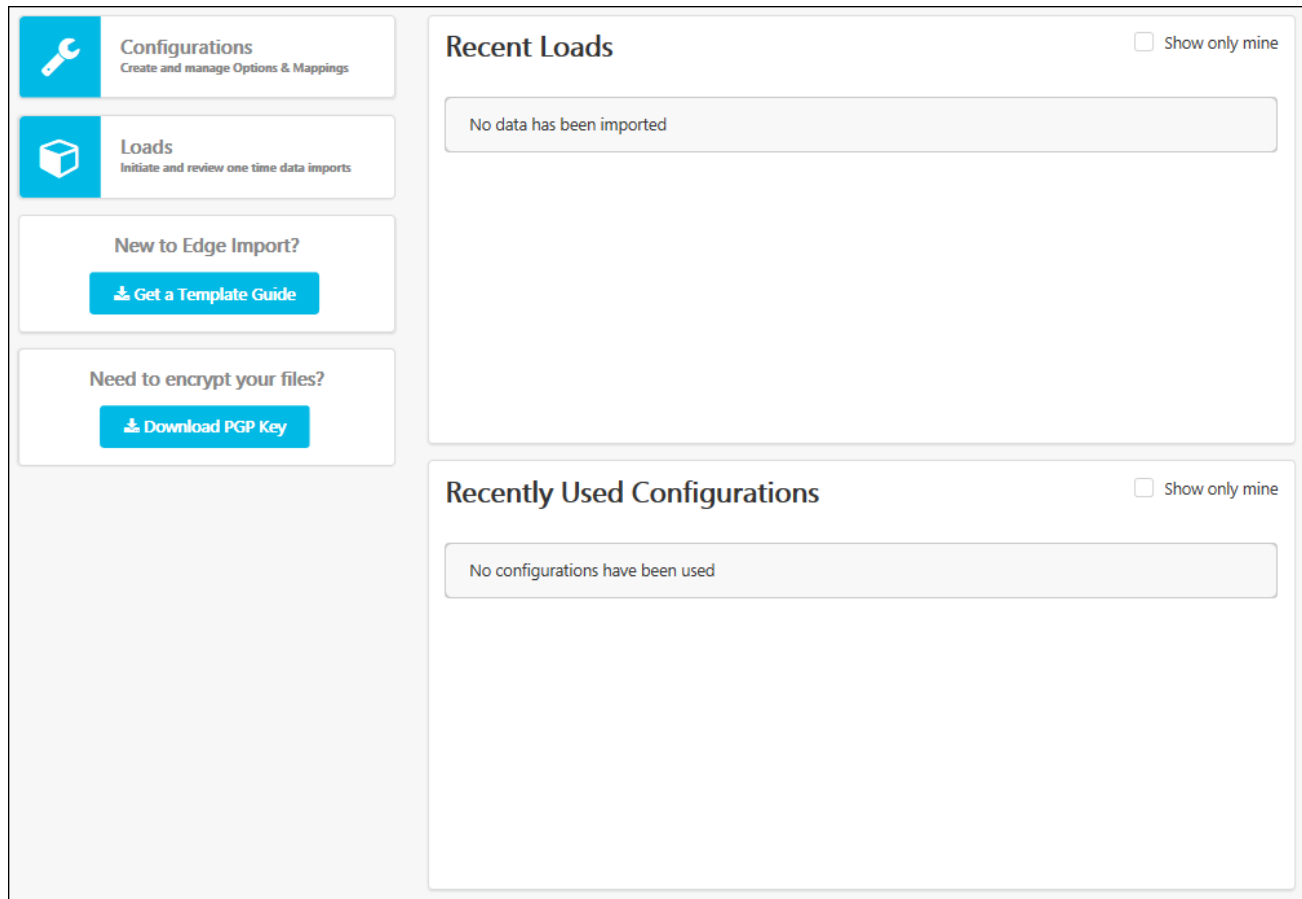 Configurations
Create and manage Options & Mappings
Loads
Initiate and review one time data imports
New to Edge Import?
Get a Template Guide
Need to encrypt your files?
Download PGP Key
Recent Loads
Show only mine
No data has been imported
Recently Used Configurations
Show only mine
No configurations have been used